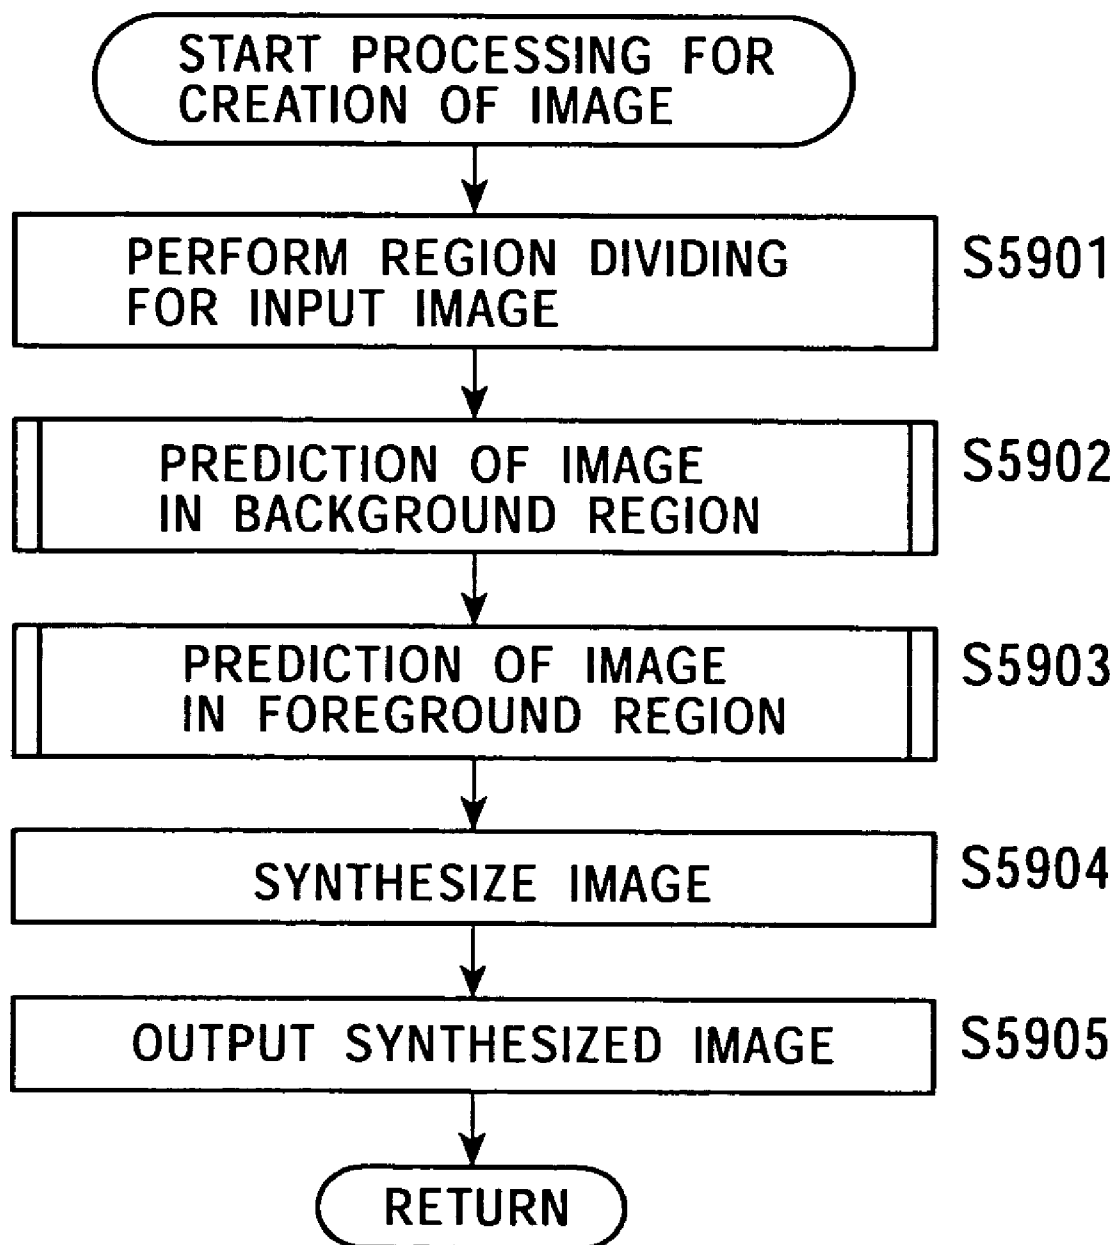 START PROCESSING FOR
CREATION OF IMAGE
PERFORM REGION DIVIDING
FOR INPUT IMAGE
S5901
PREDICTION OF IMAGE
IN BACKGROUND REGION
S5902
PREDICTION OF IMAGE
IN FOREGROUND REGION
S5903
SYNTHESIZE IMAGE
S5904
OUTPUT SYNTHESIZED IMAGE
S5905
RETURN